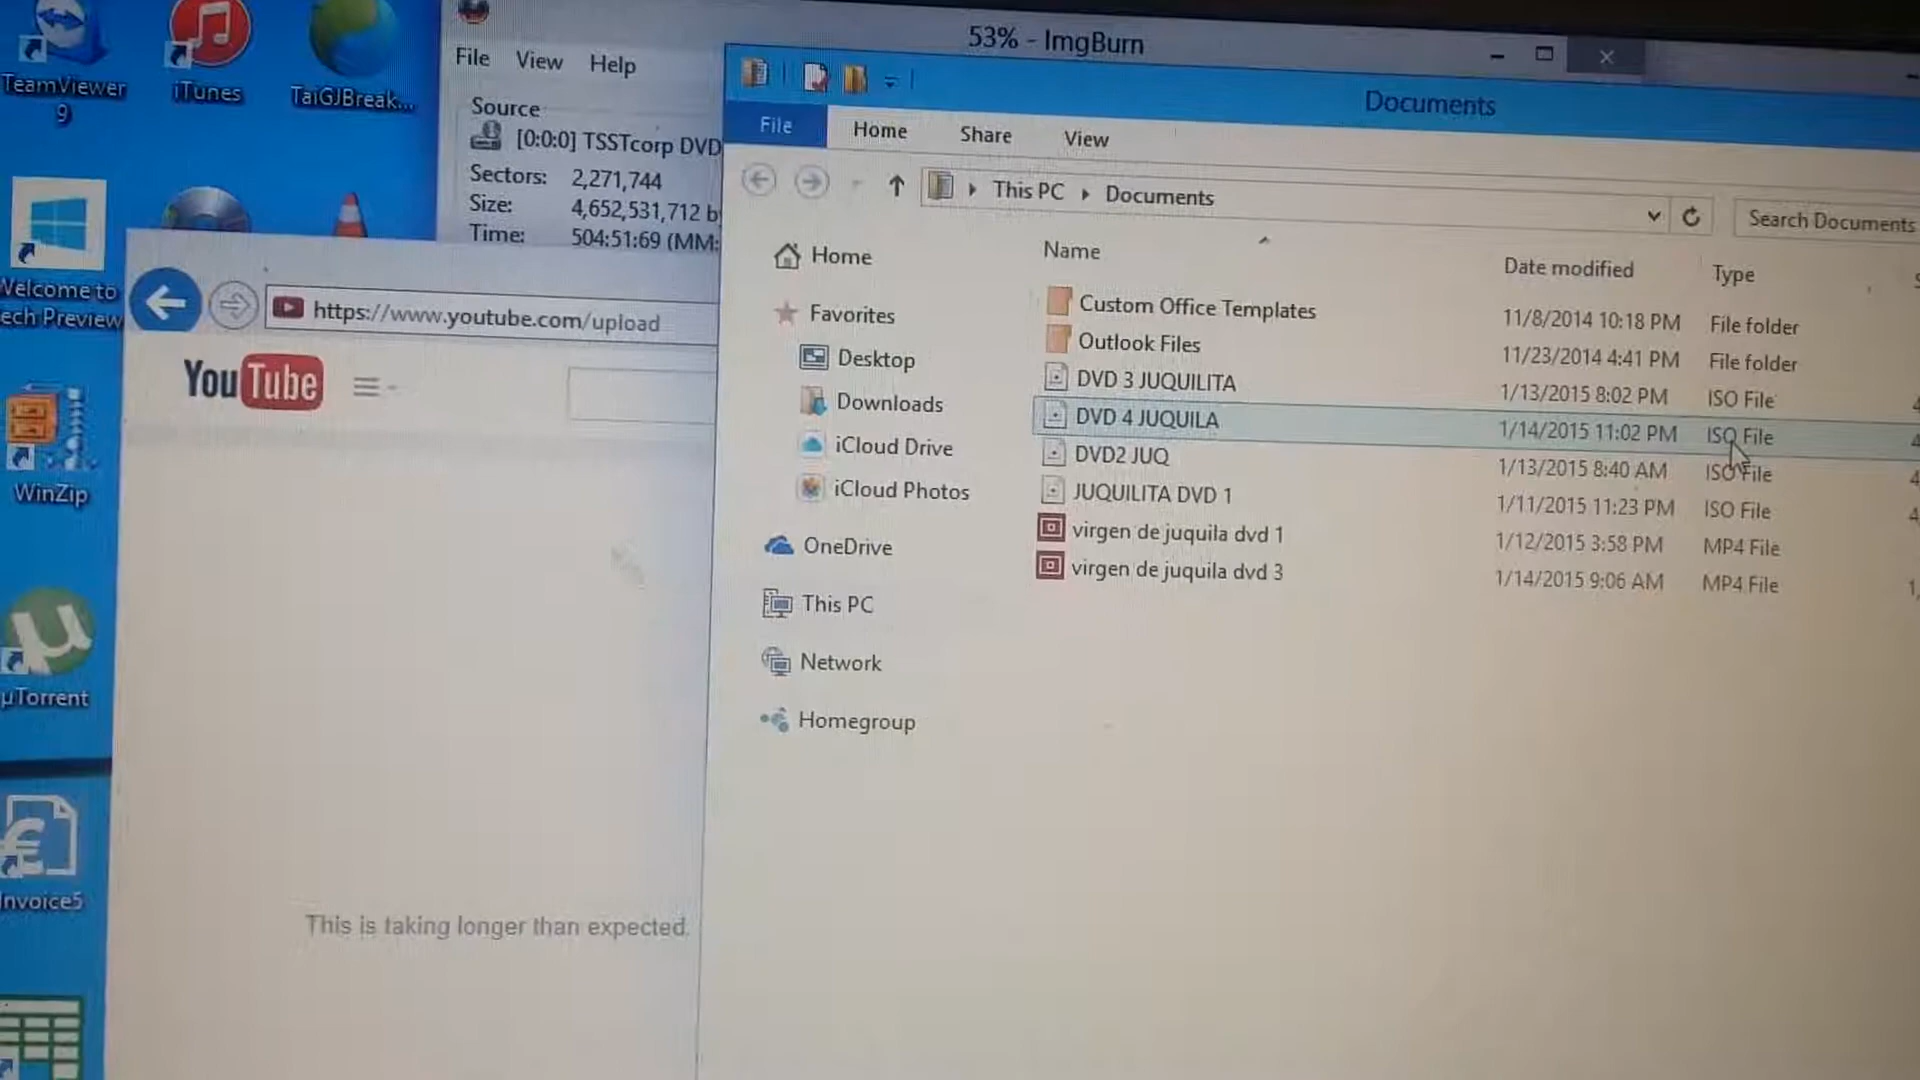 TeamViewer
9
iTunes
TaiGJBreak...
Welcome to
ech Preview
WinZip
µTorrent
Invoice5
53% - ImgBurn
File View Help
Source
[0:0:0] TSSTcorp DVD
Sectors: 2,271,744
Size: 4,652,531,712 b
Time: 504:51:69 (MM:
https://www.youtube.com/upload
YouTube
This is taking longer than expected.
Documents
File Home Share View
This PC Documents
Search Documents
Home
Favorites
Desktop
Downloads
iCloud Drive
iCloud Photos
OneDrive
This PC
Network
Homegroup
Name Date modified Type
Custom Office Templates 11/8/2014 10:18 PM File folder
Outlook Files 11/23/2014 4:41 PM File folder
DVD 3 JUQUILITA 1/13/2015 8:02 PM ISO File
DVD 4 JUQUILA 1/14/2015 11:02 PM ISO File
DVD2 JUQ 1/13/2015 8:40 AM ISO File
JUQUILITA DVD 1 1/11/2015 11:23 PM ISO File
virgen de juquila dvd 1 1/12/2015 3:58 PM MP4 File
virgen de juquila dvd 3 1/14/2015 9:06 AM MP4 File